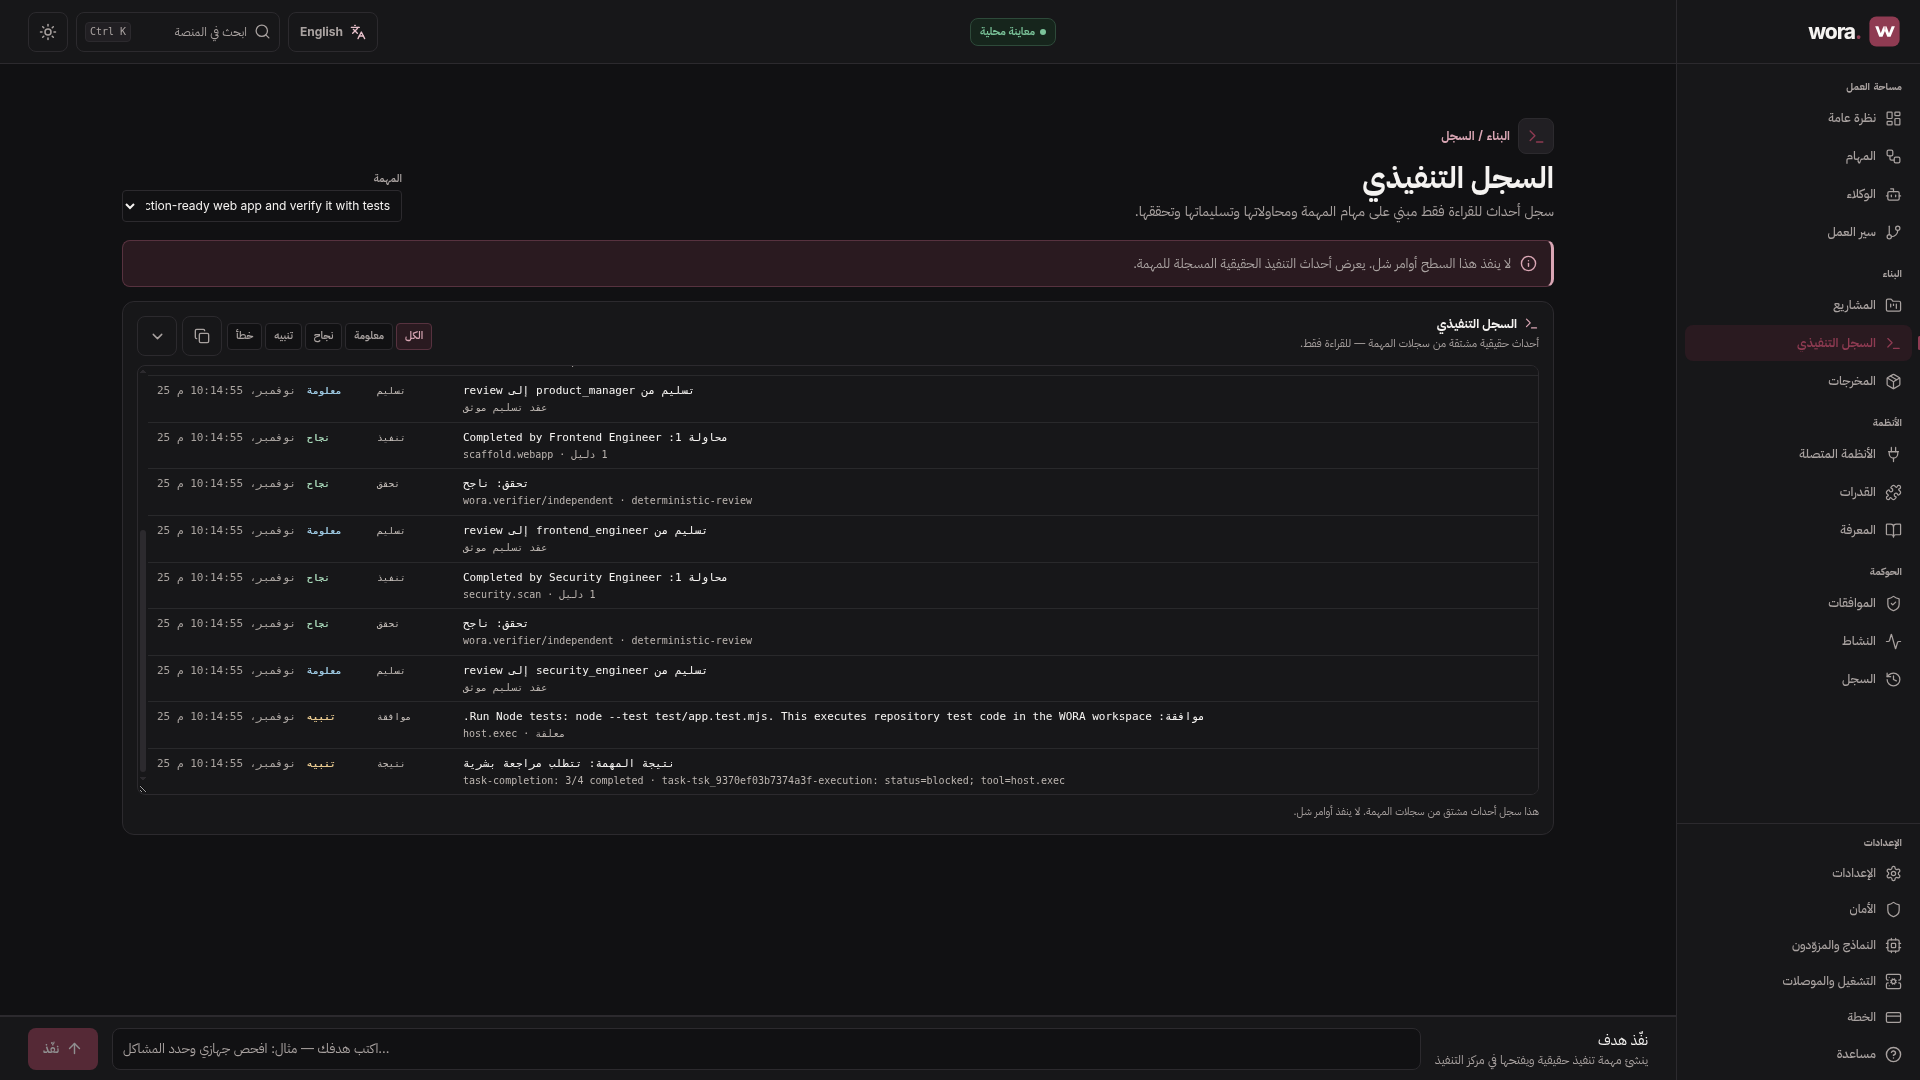 wora.
معاينة محلية
English
ابحث في المنصة
Ctrl K
مساحة العمل
نظرة عامة
المهام
الوكلاء
سير العمل
البناء
المشاريع
السجل التنفيذي
المخرجات
الأنظمة
الأنظمة المتصلة
القدرات
المعرفة
الحوكمة
الموافقات
النشاط
السجل
الإعدادات
الإعدادات
الأمان
النماذج والمزوّدون
التشغيل والموصلات
الخطة
مساعدة
البناء / السجل
السجل التنفيذي
سجل أحداث للقراءة فقط مبني على مهام المهمة ومحاولاتها وتسليماتها وتحققها.
المهمة
ction-ready web app and verify it with tests
لا ينفذ هذا السطح أوامر شل. يعرض أحداث التنفيذ الحقيقية المسجلة للمهمة.
السجل التنفيذي
أحداث حقيقية مشتقة من سجلات المهمة — للقراءة فقط.
الكل
معلومة
نجاح
تنبيه
خطأ
25 نوفمبر، 10:14:55 م معلومة تسليم تسليم من product_manager إلى review
عقد تسليم موثق
25 نوفمبر، 10:14:55 م نجاح تنفيذ محاولة 1: Completed by Frontend Engineer
scaffold.webapp · 1 دليل
25 نوفمبر، 10:14:55 م نجاح تحقق تحقق: ناجح
wora.verifier/independent · deterministic-review
25 نوفمبر، 10:14:55 م معلومة تسليم تسليم من frontend_engineer إلى review
عقد تسليم موثق
25 نوفمبر، 10:14:55 م نجاح تنفيذ محاولة 1: Completed by Security Engineer
security.scan · 1 دليل
25 نوفمبر، 10:14:55 م نجاح تحقق تحقق: ناجح
wora.verifier/independent · deterministic-review
25 نوفمبر، 10:14:55 م معلومة تسليم تسليم من security_engineer إلى review
عقد تسليم موثق
25 نوفمبر، 10:14:55 م تنبيه موافقة موافقة: Run Node tests: node --test test/app.test.mjs. This executes repository test code in the WORA workspace.
host.exec · معلقة
25 نوفمبر، 10:14:55 م تنبيه نتيجة نتيجة المهمة: تتطلب مراجعة بشرية
task-completion: 3/4 completed · task-tsk_9370ef03b7374a3f-execution: status=blocked; tool=host.exec
هذا سجل أحداث مشتق من سجلات المهمة. لا ينفذ أوامر شل.
نفّذ هدف
ينشئ مهمة تنفيذ حقيقية ويفتحها في مركز التنفيذ
اكتب هدفك — مثال: افحص جهازي وحدد المشاكل...
نفّذ